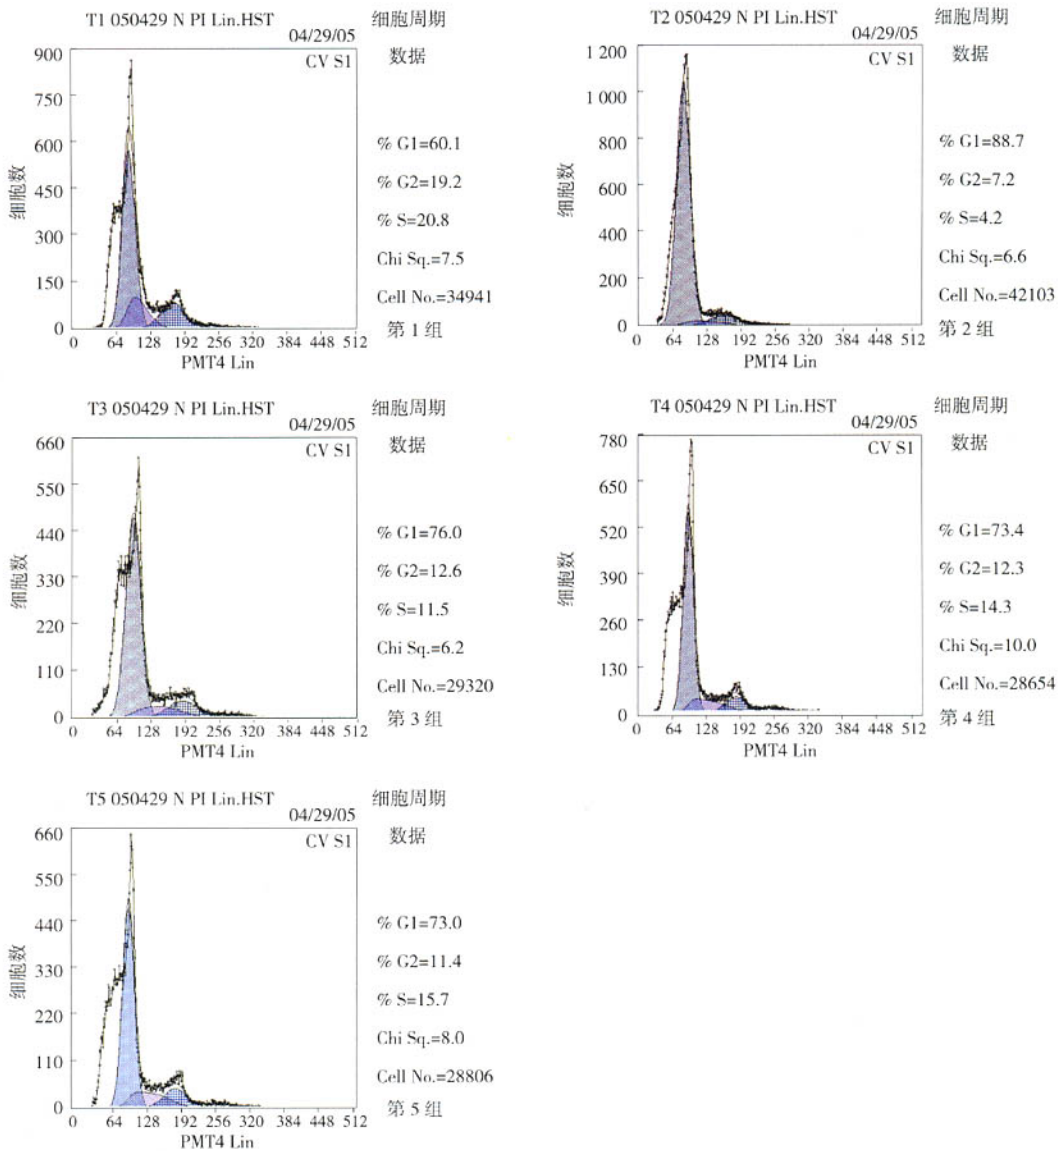 T1 050429 N PI Lin.HST
04/29/05
细胞周期
数据
CV S1
900
750
600
450
300
150
0
细胞数
0 64 128 192 256 320 384 448 512
PMT4 Lin
% G1=60.1
% G2=19.2
% S=20.8
Chi Sq.=7.5
Cell No.=34941
第 1 组
T2 050429 N PI Lin.HST
04/29/05
细胞周期
数据
CV S1
1 200
1 000
800
600
400
200
0
细胞数
0 64 128 192 256 320 384 448 512
PMT4 Lin
% G1=88.7
% G2=7.2
% S=4.2
Chi Sq.=6.6
Cell No.=42103
第 2 组
T3 050429 N PI Lin.HST
04/29/05
细胞周期
数据
CV S1
660
550
440
330
220
110
0
细胞数
0 64 128 192 256 320 384 448 512
PMT4 Lin
% G1=76.0
% G2=12.6
% S=11.5
Chi Sq.=6.2
Cell No.=29320
第 3 组
T4 050429 N PI Lin.HST
04/29/05
细胞周期
数据
CV S1
780
650
520
390
260
130
0
细胞数
0 64 128 192 256 320 384 448 512
PMT4 Lin
% G1=73.4
% G2=12.3
% S=14.3
Chi Sq.=10.0
Cell No.=28654
第 4 组
T5 050429 N PI Lin.HST
04/29/05
细胞周期
数据
CV S1
660
550
440
330
220
110
0
细胞数
0 64 128 192 256 320 384 448 512
PMT4 Lin
% G1=73.0
% G2=11.4
% S=15.7
Chi Sq.=8.0
Cell No.=28806
第 5 组